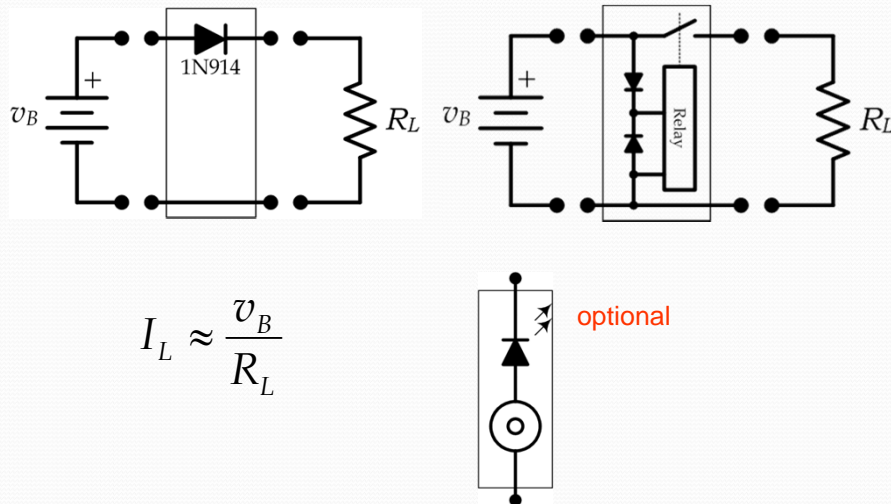 +
1N914
v_B
R_L
+
v_B
Relay
R_L
I_L ≈ v_B / R_L
optional